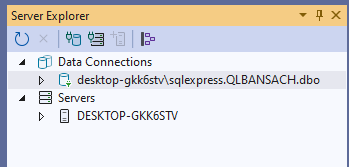 Server Explorer
Data Connections
desktop-gkk6stv\sqlexpress.QLBANSACH.dbo
Servers
DESKTOP-GKK6STV